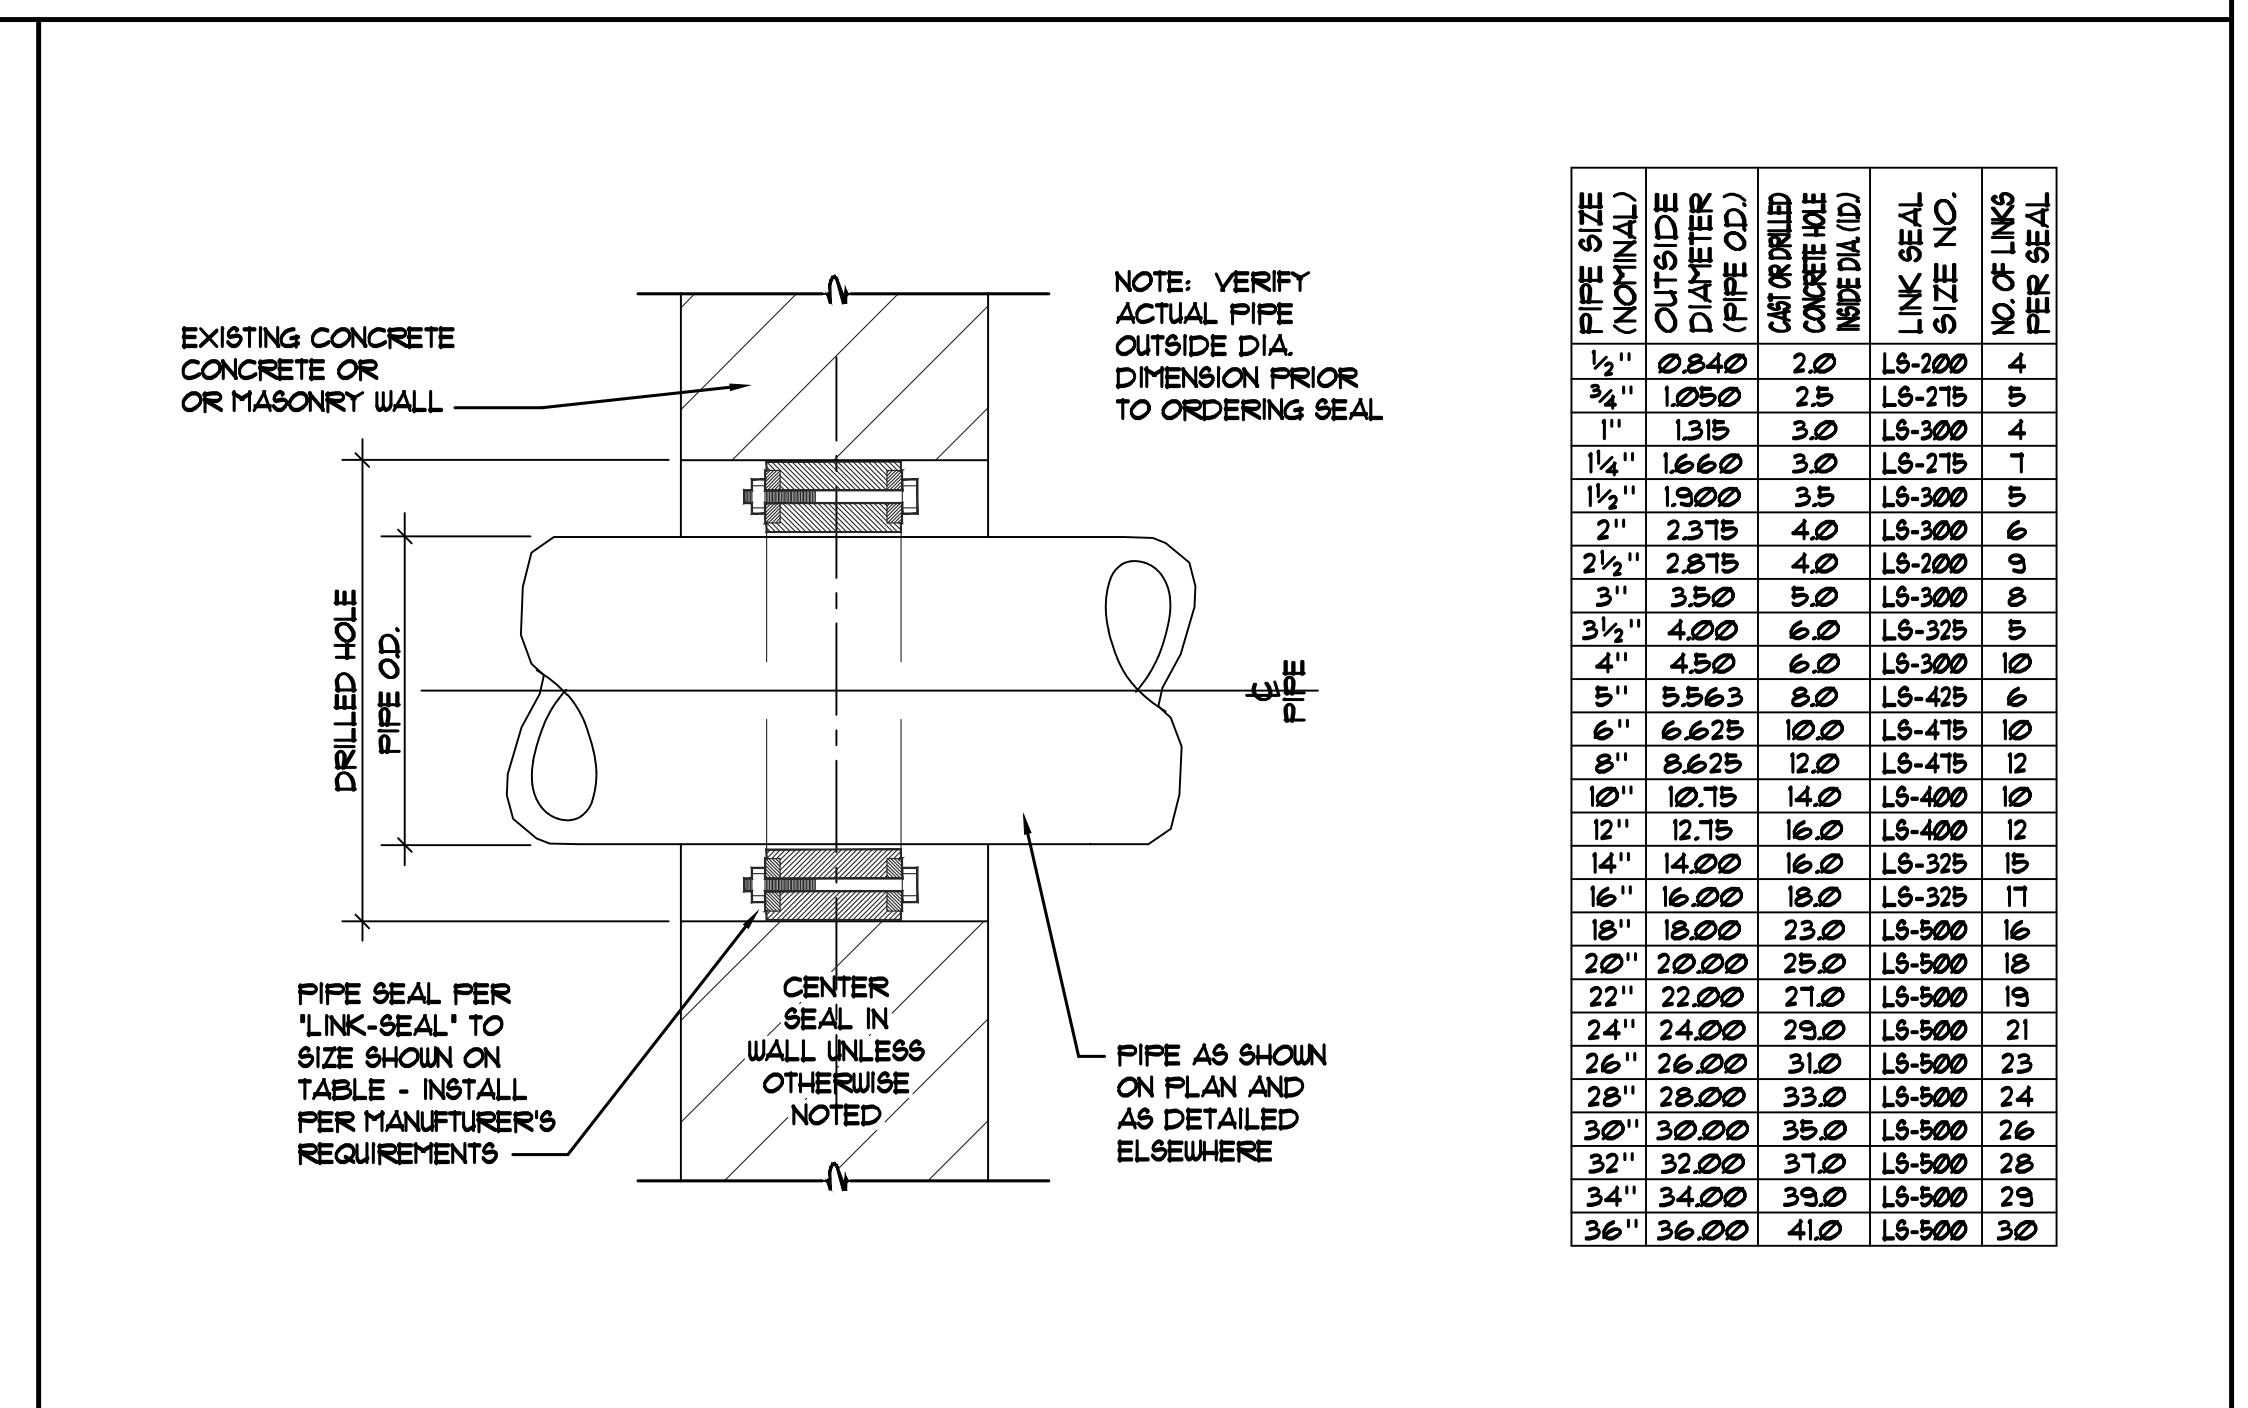 EXISTING CONCRETE
CONCRETE OR
OR MASONRY WALL
NOTE: VERIFY
ACTUAL PIPE
OUTSIDE DIA.
DIMENSION PRIOR
TO ORDERING SEAL
DRILLED HOLE
PIPE O.D.
℄
PIPE
PIPE SEAL PER
"LINK-SEAL" TO
SIZE SHOWN ON
TABLE - INSTALL
PER MANUFTURER'S
REQUIREMENTS
CENTER
SEAL IN
WALL UNLESS
OTHERWISE
NOTED
PIPE AS SHOWN
ON PLAN AND
AS DETAILED
ELSEWHERE
PIPE SIZE
(NOMINAL)
OUTSIDE
DIAMETER
(PIPE O.D.)
CAST OR DRILLED
CONCRETE HOLE
INSIDE DIA. (I.D.)
LINK SEAL
SIZE NO.
NO. OF LINKS
PER SEAL
½" 0.840 2.0 LS-200 4
¾" 1.050 2.5 LS-275 5
1" 1.315 3.0 LS-300 4
1¼" 1.660 3.0 LS-275 7
1½" 1.900 3.5 LS-300 5
2" 2.375 4.0 LS-300 6
2½" 2.875 4.0 LS-200 9
3" 3.50 5.0 LS-300 8
3½" 4.00 6.0 LS-325 5
4" 4.50 6.0 LS-300 10
5" 5.563 8.0 LS-425 6
6" 6.625 10.0 LS-475 10
8" 8.625 12.0 LS-475 12
10" 10.75 14.0 LS-400 10
12" 12.75 16.0 LS-400 12
14" 14.00 16.0 LS-325 15
16" 16.00 18.0 LS-325 17
18" 18.00 23.0 LS-500 16
20" 20.00 25.0 LS-500 18
22" 22.00 27.0 LS-500 19
24" 24.00 29.0 LS-500 21
26" 26.00 31.0 LS-500 23
28" 28.00 33.0 LS-500 24
30" 30.00 35.0 LS-500 26
32" 32.00 37.0 LS-500 28
34" 34.00 39.0 LS-500 29
36" 36.00 41.0 LS-500 30